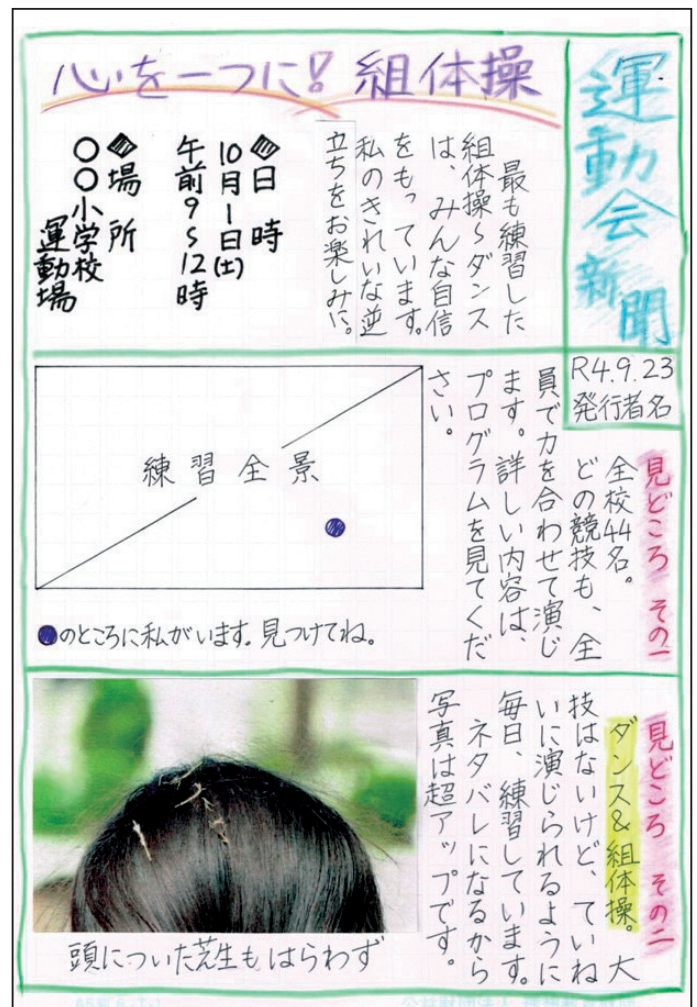 運動会新聞
R4.9.23
発行者名
心を一つに!組体操
最も練習した
組体操〜ダンス
は、みんな自信
をもっています。
私のきれいな逆
立ちをお楽しみに。
◆日時
10月1日(土)
午前9〜12時
◆場所
○○小学校
運動場
見どころ その一
全校44名。
どの競技も、全
員で力を合わせて演じ
ます。詳しい内容は、
プログラムを見てくだ
さい。
練習全景
●のところに私がいます。見つけてね。
見どころ その二
ダンス&組体操。大
技はないけど、ていね
いに演じられるように
毎日、練習しています。
ネタバレになるから
写真は超アップです。
頭についた芝生もはらわず